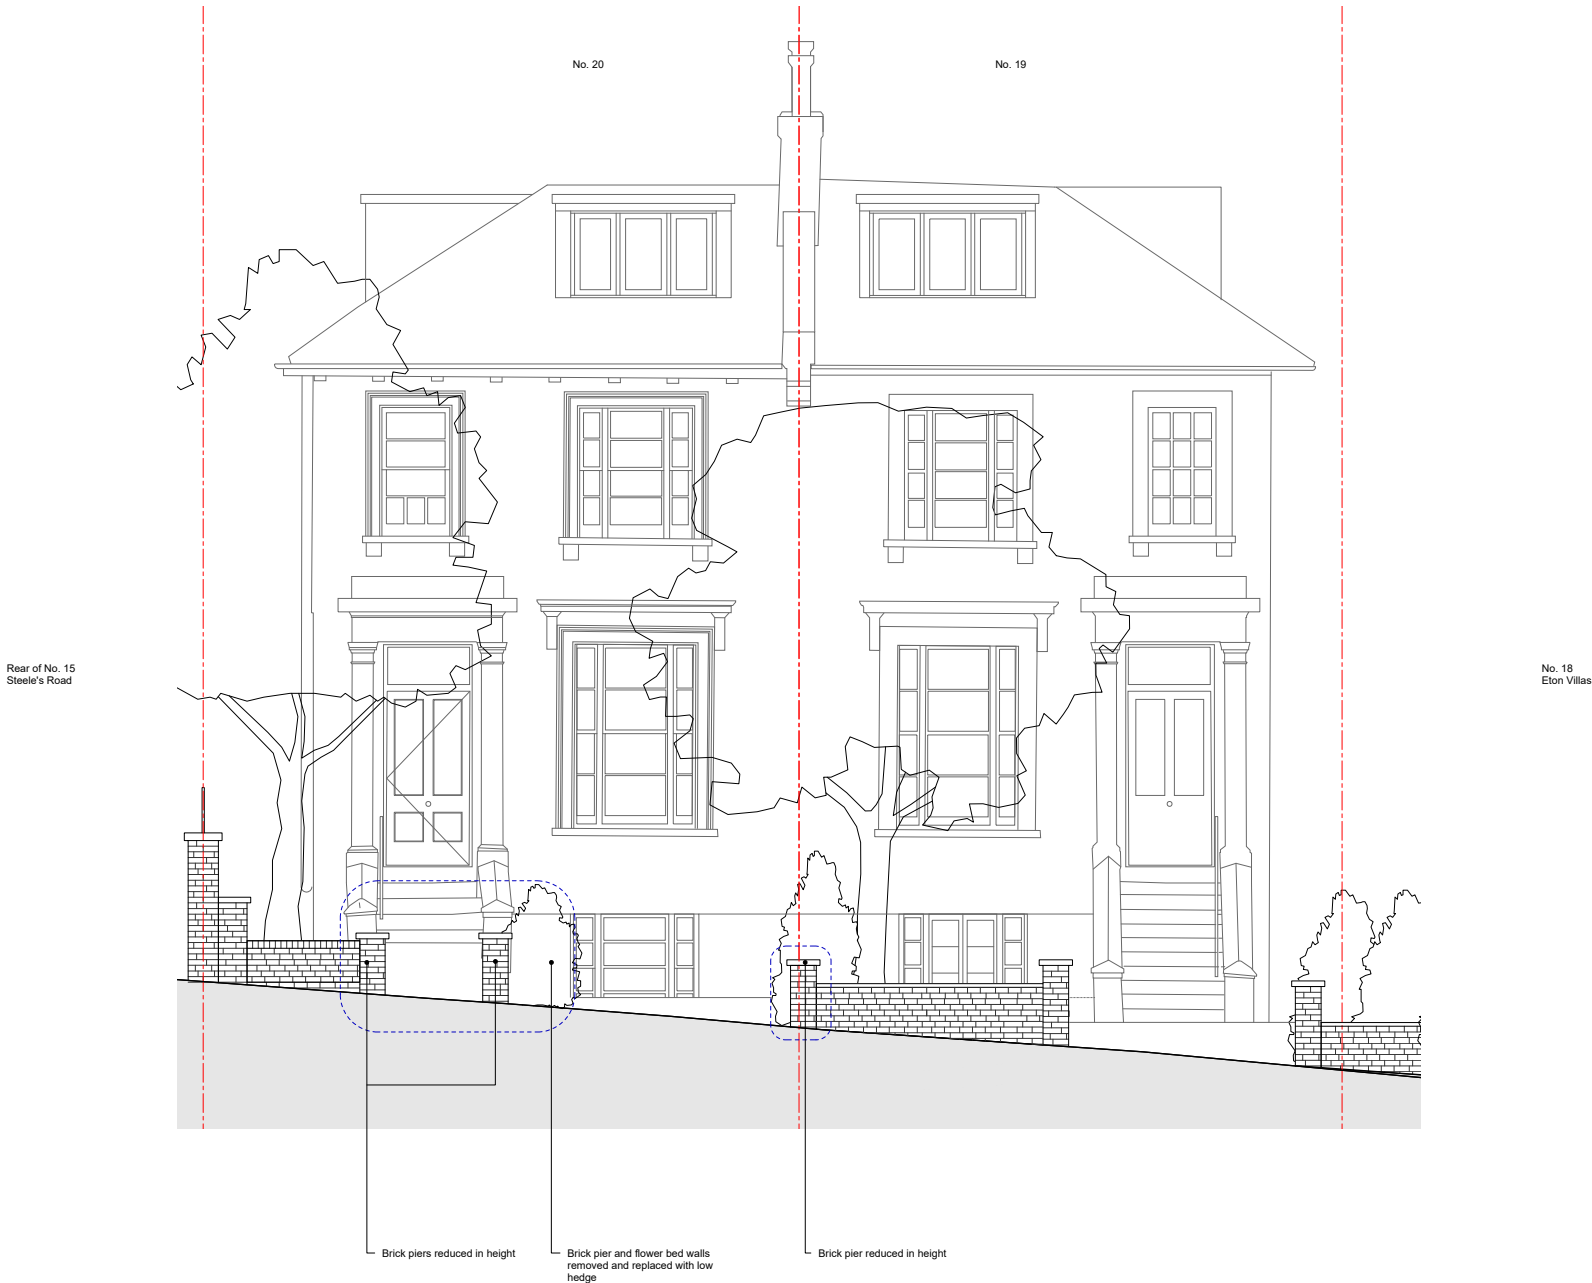 No. 20
No. 19
Rear of No. 15
Steele's Road
No. 18
Eton Villas
Brick piers reduced in height
Brick pier and flower bed walls
removed and replaced with low
hedge
Brick pier reduced in height